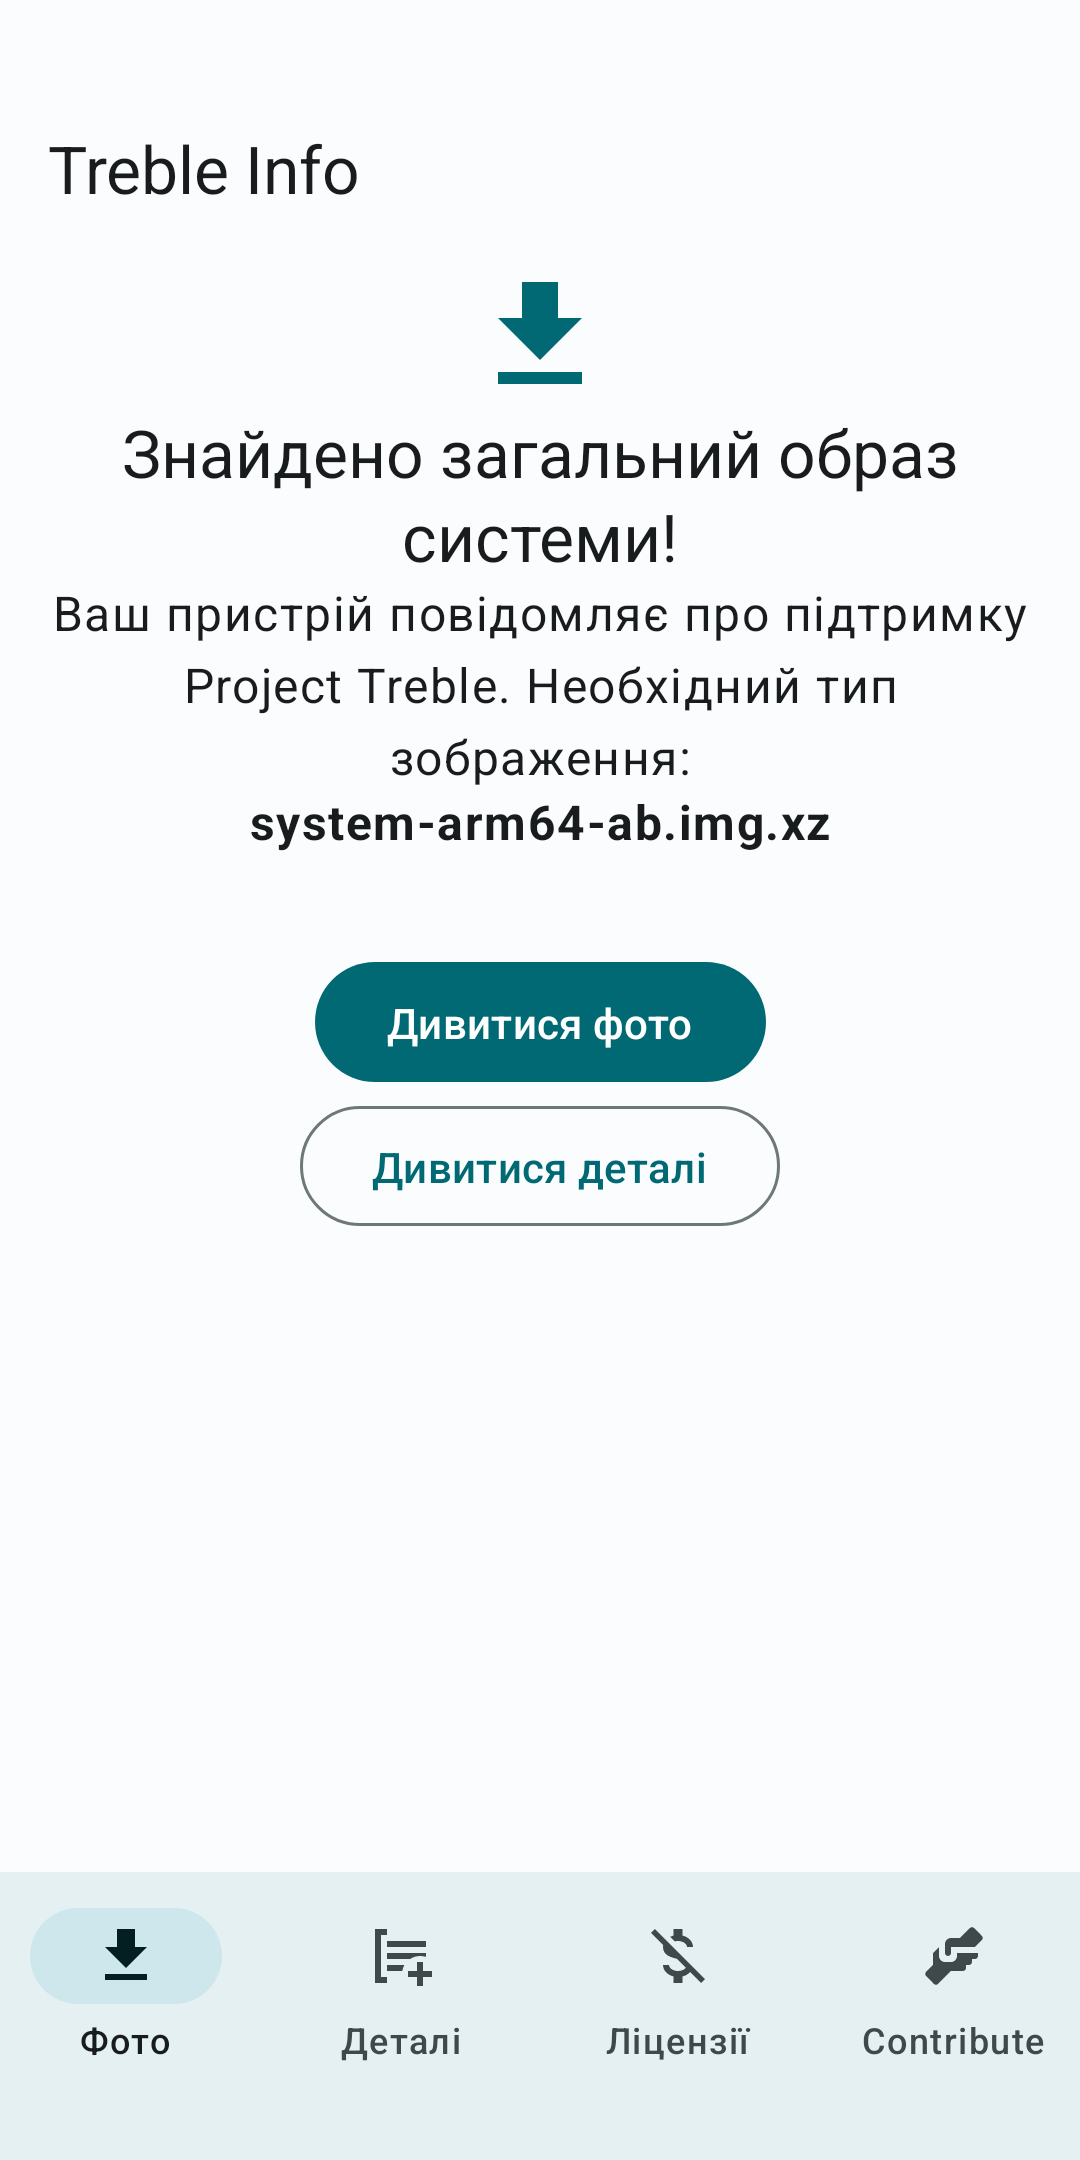 Treble Info
Знайдено загальний образ
системи!
Ваш пристрій повідомляє про підтримку
Project Treble. Необхідний тип
зображення:
system-arm64-ab.img.xz
Дивитися фото
Дивитися деталі
Фото
Деталі
Ліцензії
Contribute